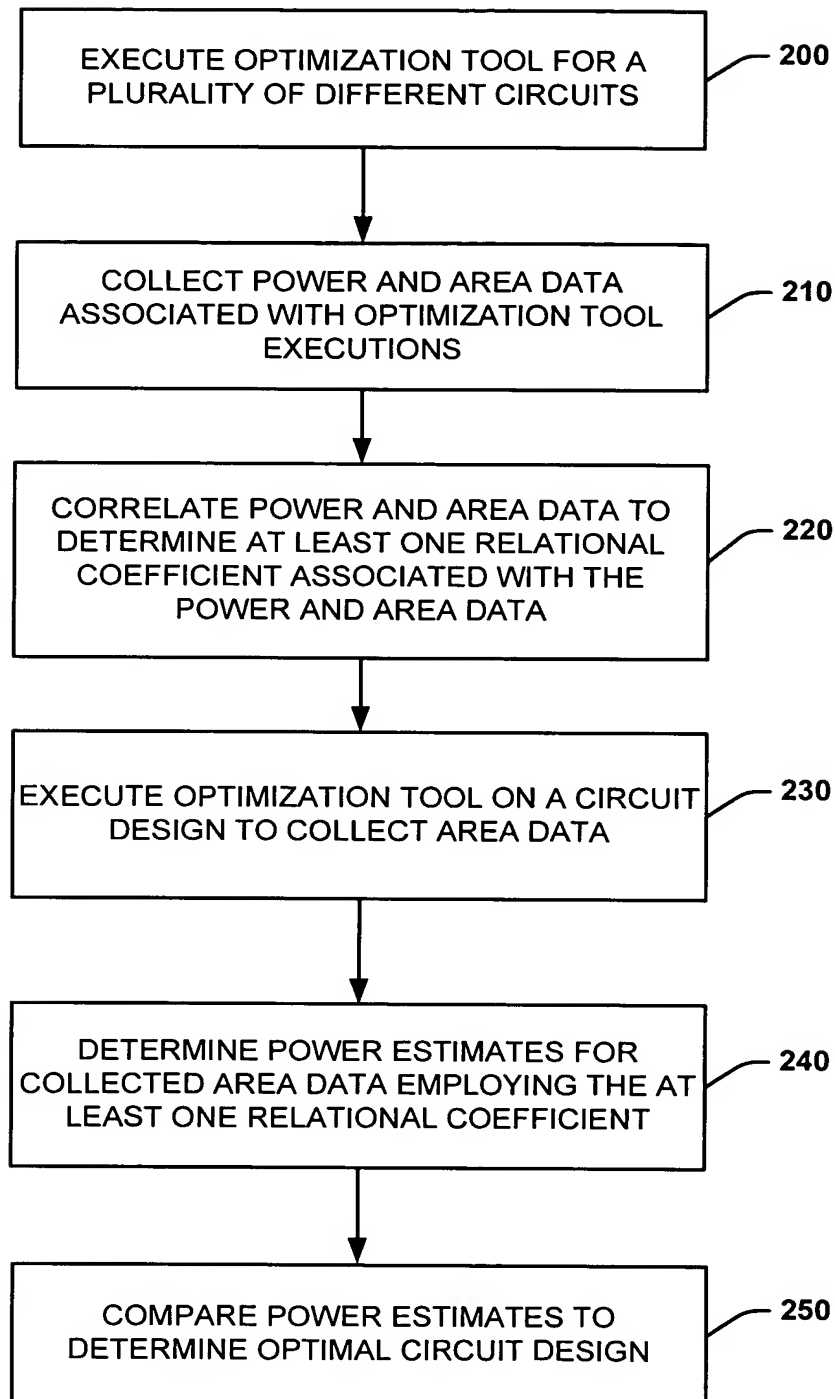 EXECUTE OPTIMIZATION TOOL FOR A
PLURALITY OF DIFFERENT CIRCUITS
200
COLLECT POWER AND AREA DATA
ASSOCIATED WITH OPTIMIZATION TOOL
EXECUTIONS
210
CORRELATE POWER AND AREA DATA TO
DETERMINE AT LEAST ONE RELATIONAL
COEFFICIENT ASSOCIATED WITH THE
POWER AND AREA DATA
220
EXECUTE OPTIMIZATION TOOL ON A CIRCUIT
DESIGN TO COLLECT AREA DATA
230
DETERMINE POWER ESTIMATES FOR
COLLECTED AREA DATA EMPLOYING THE AT
LEAST ONE RELATIONAL COEFFICIENT
240
COMPARE POWER ESTIMATES TO
DETERMINE OPTIMAL CIRCUIT DESIGN
250